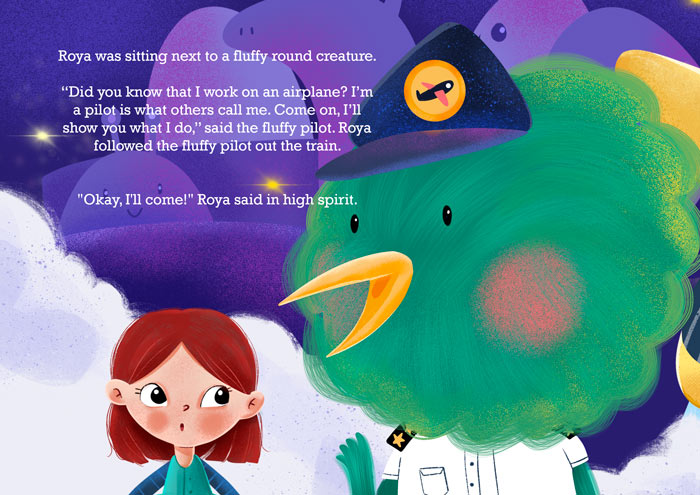 Roya was sitting next to a fluffy round creature.
“Did you know that I work on an airplane? I’m
a pilot is what others call me. Come on, I’ll
show you what I do,” said the fluffy pilot. Roya
followed the fluffy pilot out the train.
"Okay, I'll come!" Roya said in high spirit.